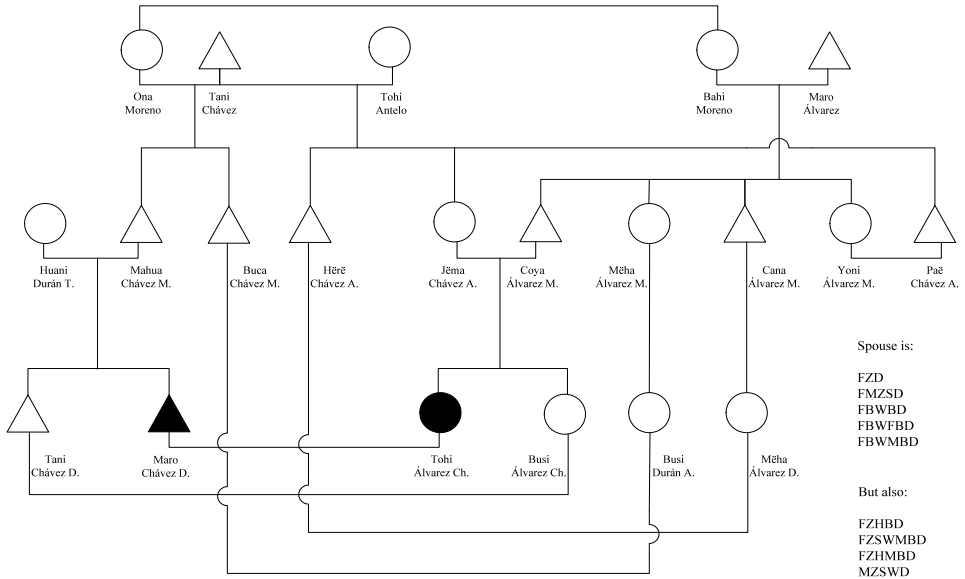 Ona
Moreno
Tani
Chávez
Tohi
Antelo
Bahi
Moreno
Maro
Álvarez
Huani
Durán T.
Mahua
Chávez M.
Buca
Chávez M.
Hërë
Chávez A.
Jëma
Chávez A.
Coya
Álvarez M.
Mëha
Álvarez M.
Cana
Álvarez M.
Yoni
Álvarez M.
Paë
Chávez A.
Tani
Chávez D.
Maro
Chávez D.
Tohi
Álvarez Ch.
Busi
Álvarez Ch.
Busi
Durán A.
Mëha
Álvarez D.
Spouse is:
FZD
FMZSD
FBWBD
FBWFBD
FBWMBD
But also:
FZHBD
FZSWMBD
FZHMBD
MZSWD